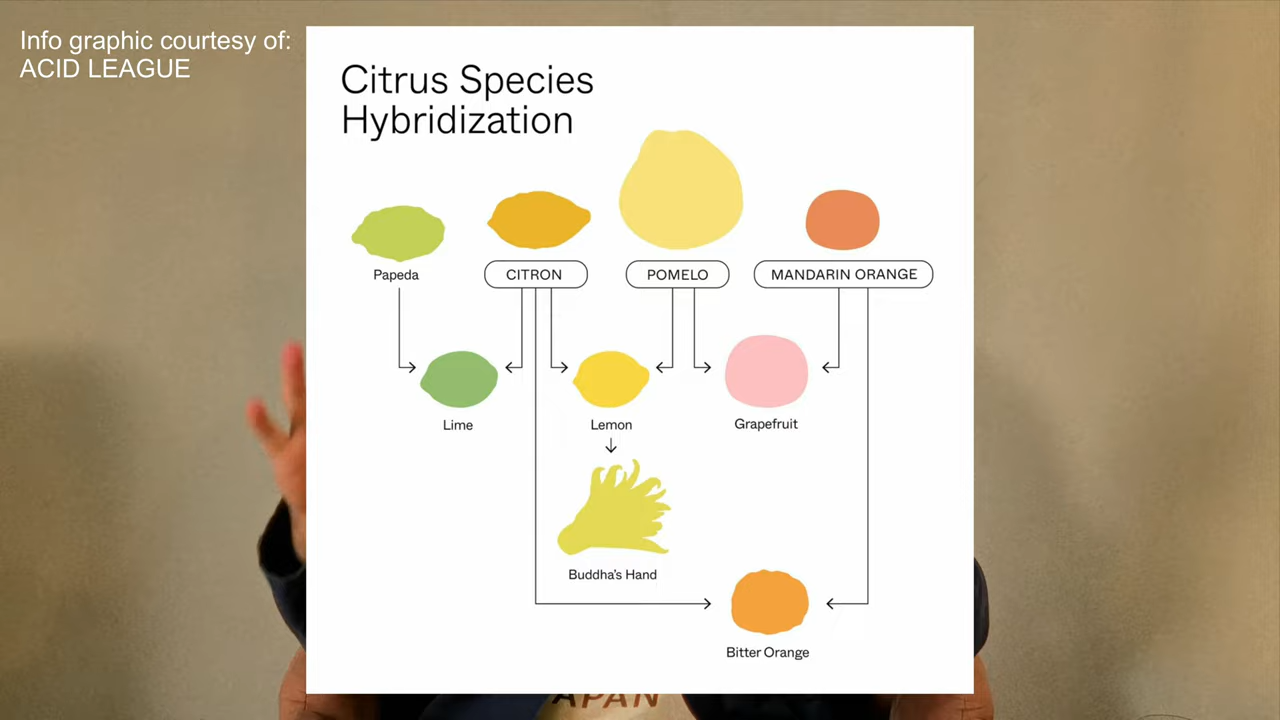 Info graphic courtesy of:
ACID LEAGUE
Citrus Species
Hybridization
Papeda
CITRON
POMELO
MANDARIN ORANGE
Lime
Lemon
Grapefruit
Buddha's Hand
Bitter Orange
APAN